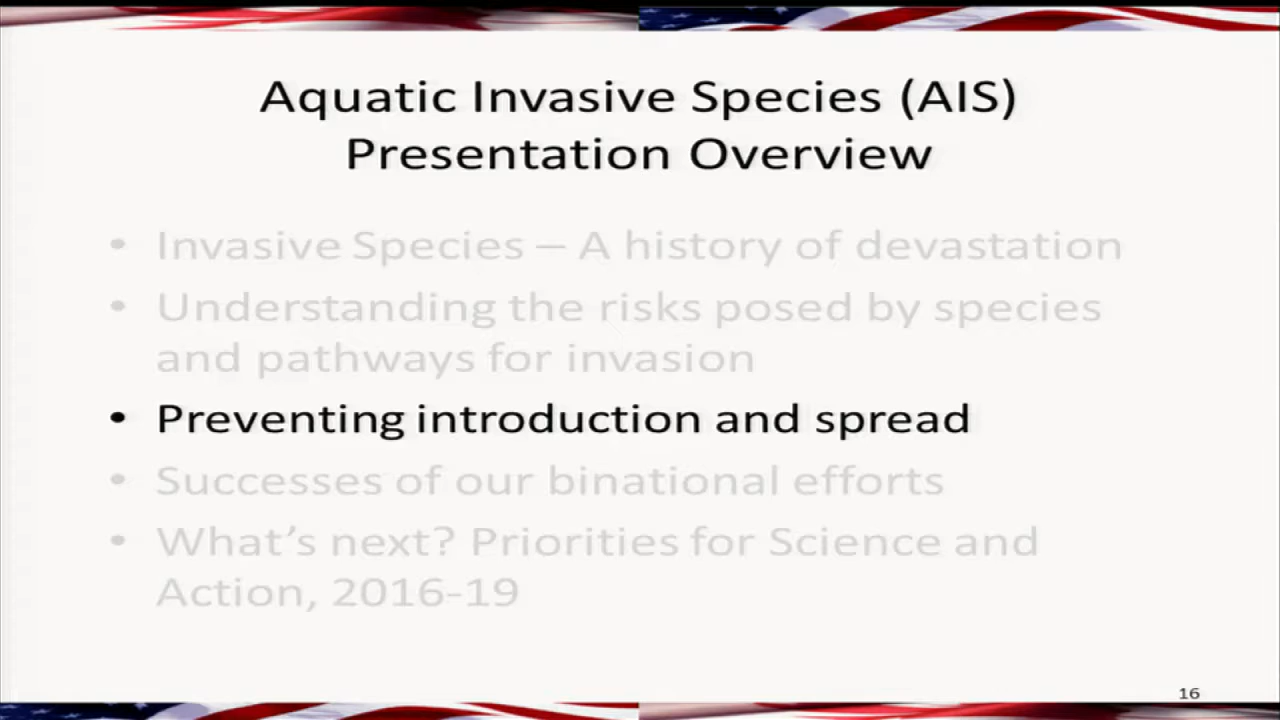 Aquatic Invasive Species (AIS)
Presentation Overview
• Invasive Species – A history of devastation
• Understanding the risks posed by species
and pathways for invasion
• Preventing introduction and spread
• Successes of our binational efforts
• What’s next? Priorities for Science and
Action, 2016-19
16